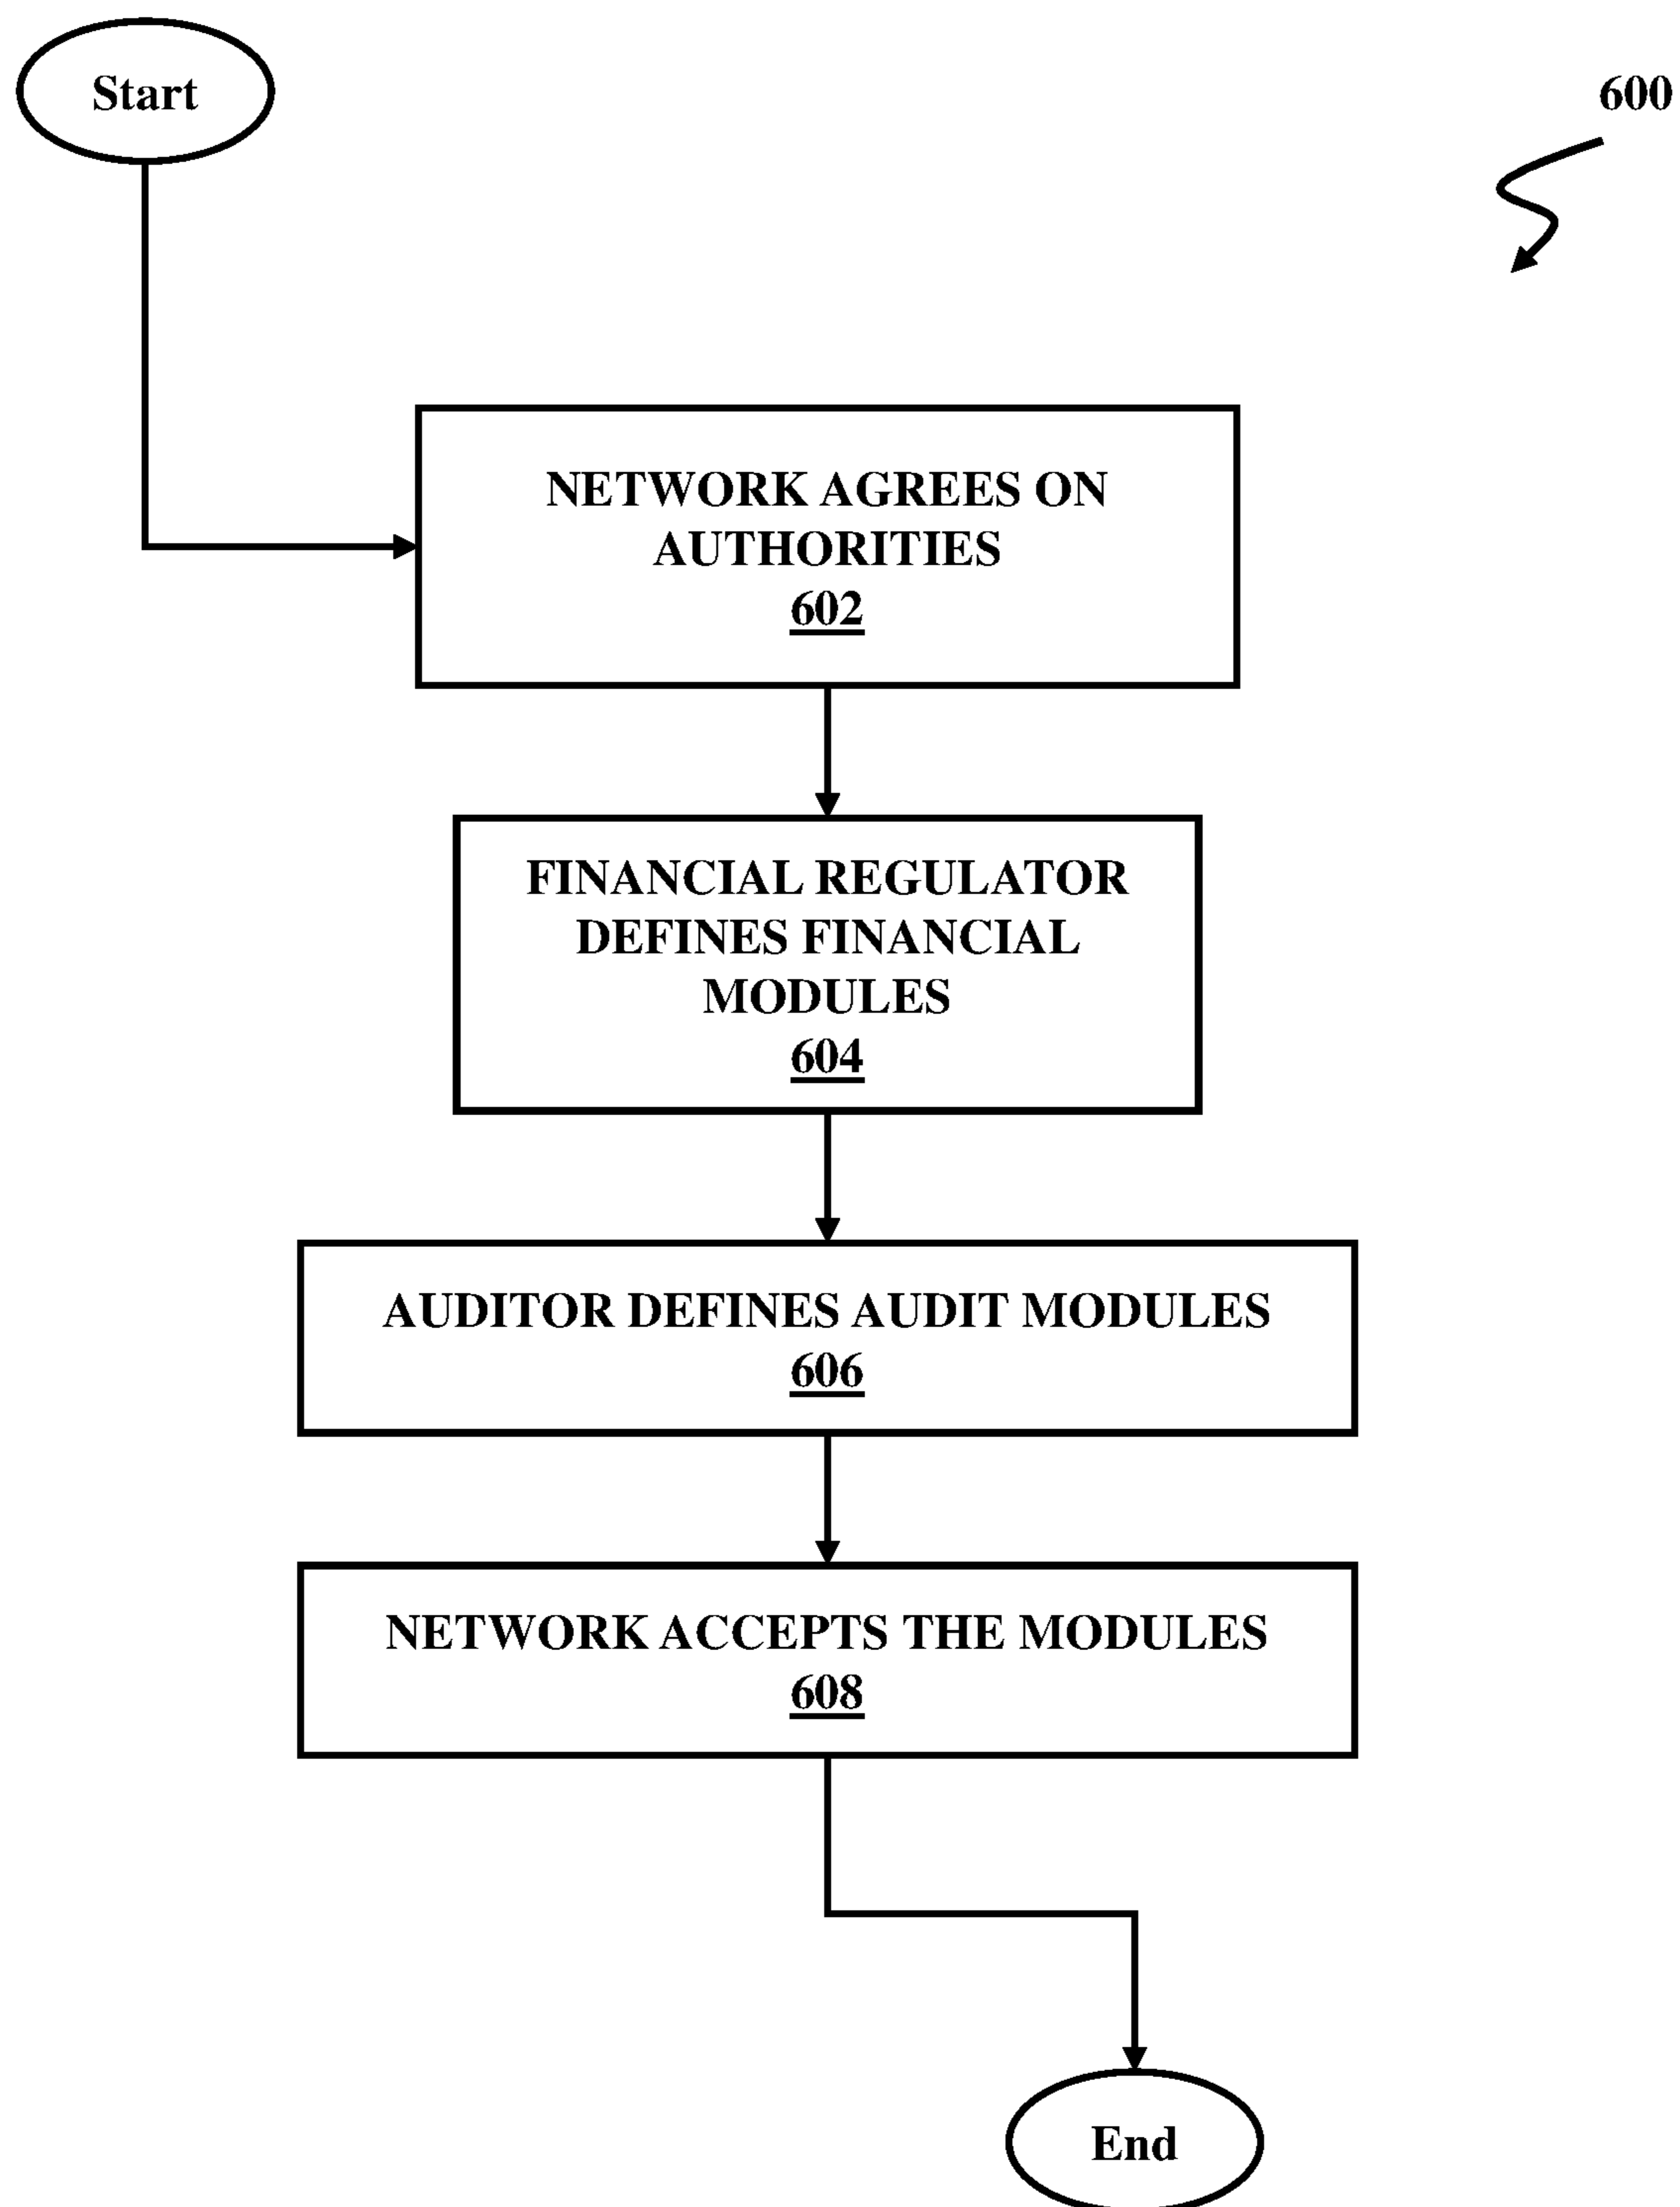 Start
600
NETWORK AGREES ON
AUTHORITIES
602
FINANCIAL REGULATOR
DEFINES FINANCIAL
MODULES
604
AUDITOR DEFINES AUDIT MODULES
606
NETWORK ACCEPTS THE MODULES
608
End